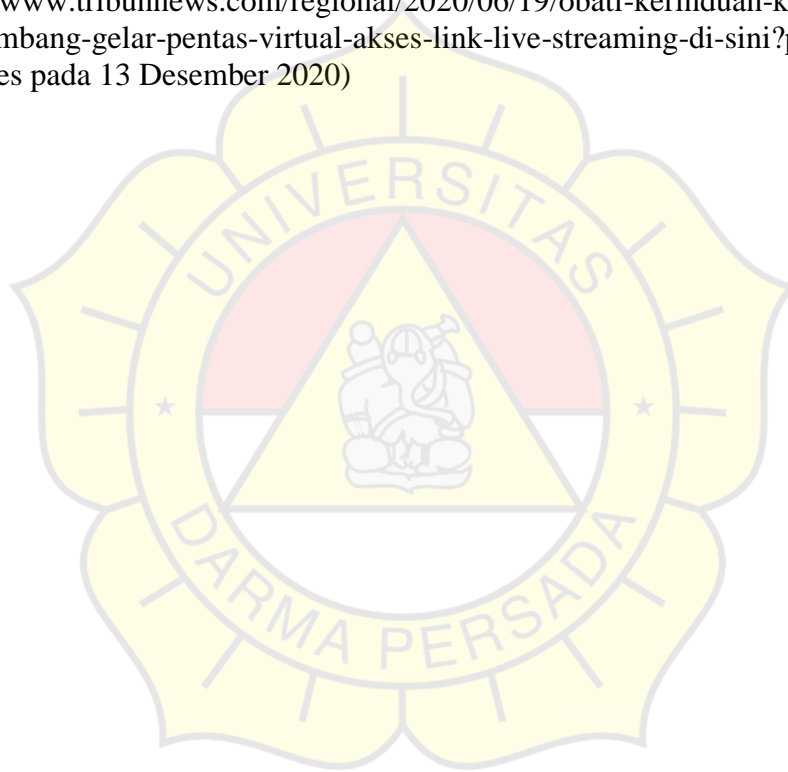 www.tribunnews.com/regional/2020/06/19/obati-kerinduan-k
mbang-gelar-pentas-virtual-akses-link-live-streaming-di-sini?p
es pada 13 Desember 2020)
UNIVERSITAS
DARMA PERSADA